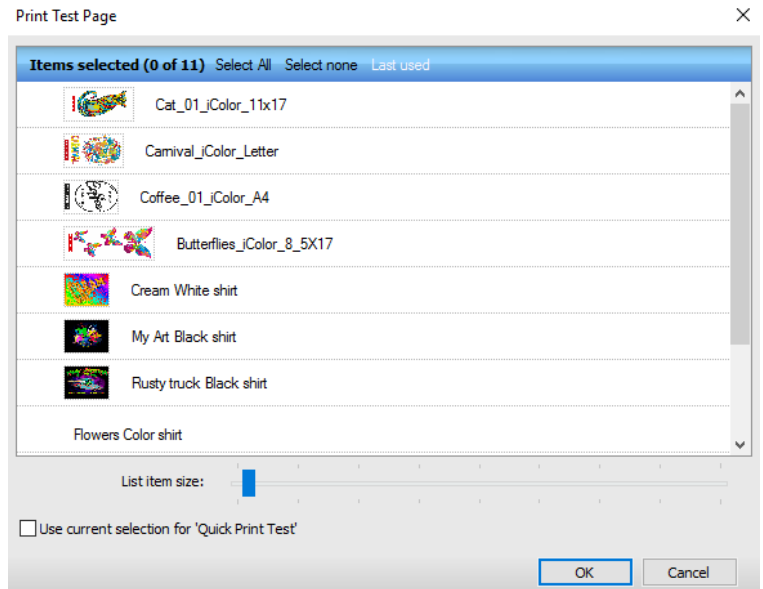 Print Test Page
Items selected (0 of 11) Select All Select none Last used
Cat_01_iColor_11x17
Carnival_iColor_Letter
Coffee_01_iColor_A4
Butterflies_iColor_8_5X17
Cream White shirt
My Art Black shirt
Rusty truck Black shirt
Flowers Color shirt
List item size:
Use current selection for 'Quick Print Test'
OK Cancel